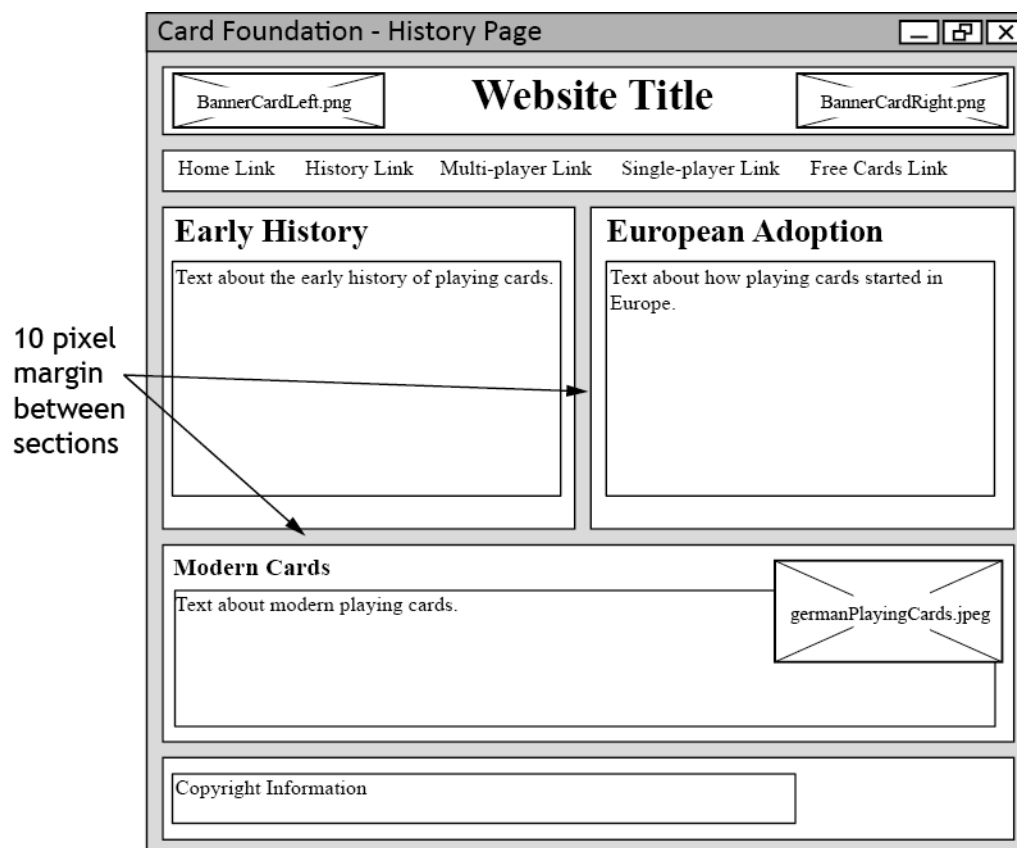 Card Foundation - History Page
BannerCardLeft.png
Website Title
BannerCardRight.png
Home Link History Link Multi-player Link Single-player Link Free Cards Link
Early History
Text about the early history of playing cards.
European Adoption
Text about how playing cards started in
Europe.
10 pixel
margin
between
sections
Modern Cards
Text about modern playing cards.
germanPlayingCards.jpeg
Copyright Information